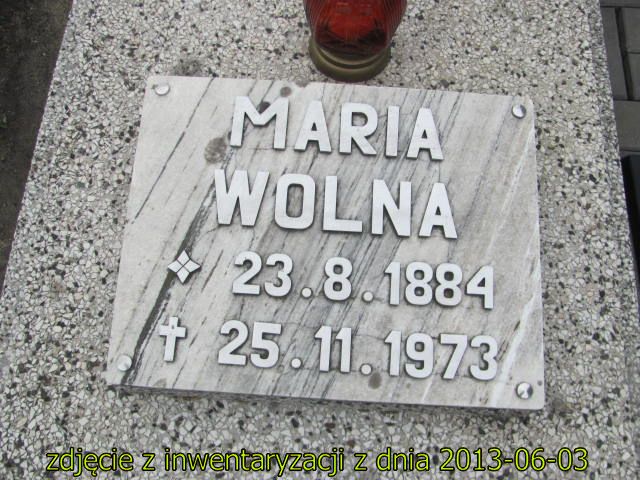 MARIA
WOLNA
23.8.1884
25.11.1973
zdjęcie z inwentaryzacji z dnia 2013-06-03